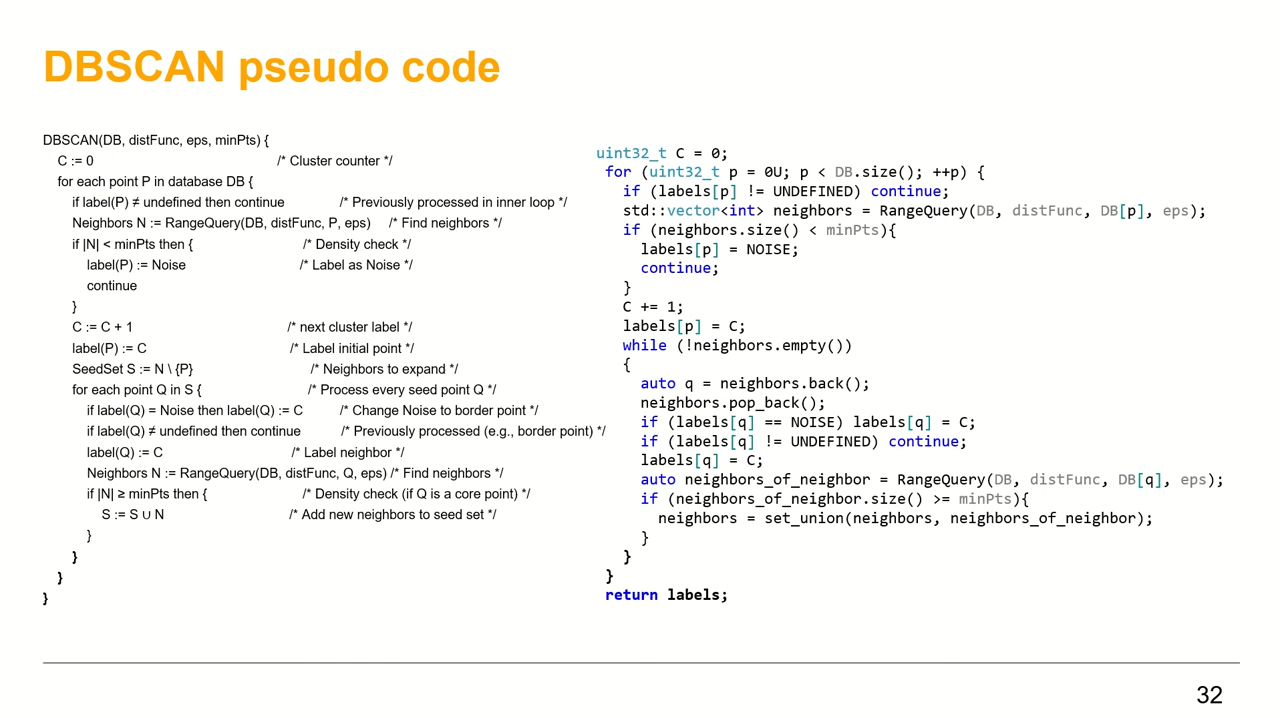 DBSCAN pseudo code
DBSCAN(DB, distFunc, eps, minPts) {
C := 0 /* Cluster counter */
for each point P in database DB {
if label(P) ≠ undefined then continue /* Previously processed in inner loop */
Neighbors N := RangeQuery(DB, distFunc, P, eps) /* Find neighbors */
if |N| < minPts then { /* Density check */
label(P) := Noise /* Label as Noise */
continue
}
C := C + 1 /* next cluster label */
label(P) := C /* Label initial point */
SeedSet S := N \ {P} /* Neighbors to expand */
for each point Q in S { /* Process every seed point Q */
if label(Q) = Noise then label(Q) := C /* Change Noise to border point */
if label(Q) ≠ undefined then continue /* Previously processed (e.g., border point) */
label(Q) := C /* Label neighbor */
Neighbors N := RangeQuery(DB, distFunc, Q, eps) /* Find neighbors */
if |N| ≥ minPts then { /* Density check (if Q is a core point) */
S := S ∪ N /* Add new neighbors to seed set */
}
}
}
}
uint32_t C = 0;
for (uint32_t p = 0U; p < DB.size(); ++p) {
if (labels[p] != UNDEFINED) continue;
std::vector<int> neighbors = RangeQuery(DB, distFunc, DB[p], eps);
if (neighbors.size() < minPts){
labels[p] = NOISE;
continue;
}
C += 1;
labels[p] = C;
while (!neighbors.empty())
{
auto q = neighbors.back();
neighbors.pop_back();
if (labels[q] == NOISE) labels[q] = C;
if (labels[q] != UNDEFINED) continue;
labels[q] = C;
auto neighbors_of_neighbor = RangeQuery(DB, distFunc, DB[q], eps);
if (neighbors_of_neighbor.size() >= minPts){
neighbors = set_union(neighbors, neighbors_of_neighbor);
}
}
}
return labels;
32